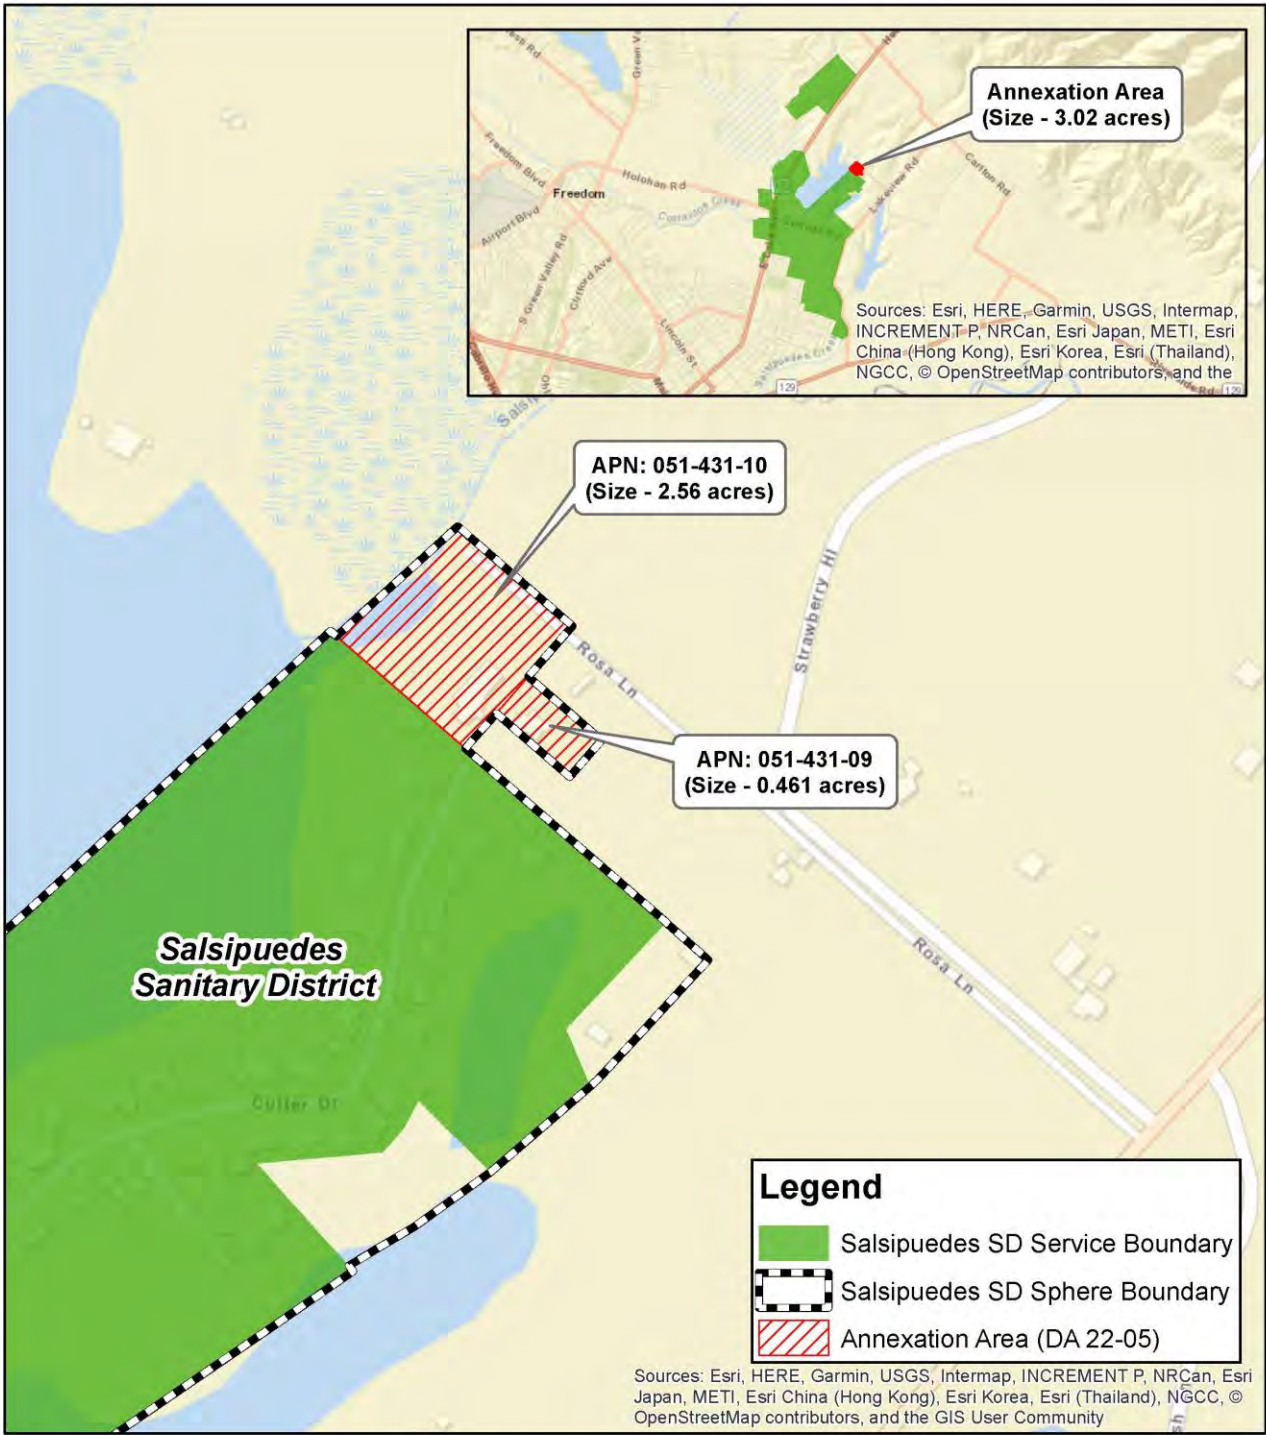 Annexation Area
(Size - 3.02 acres)
Freedom Blvd
Freedom
Holohan Rd
Airport Blvd
S Green Valley Rd
Clifford Ave
Lincoln St
Lakeview Rd
Carlton Rd
129
129
Sources: Esri, HERE, Garmin, USGS, Intermap,
INCREMENT P, NRCan, Esri Japan, METI, Esri
China (Hong Kong), Esri Korea, Esri (Thailand),
NGCC, © OpenStreetMap contributors, and the
APN: 051-431-10
(Size - 2.56 acres)
Strawberry Hl
Rosa Ln
APN: 051-431-09
(Size - 0.461 acres)
Salsipuedes
Sanitary District
Rosa Ln
Cutter Dr
Legend
Salsipuedes SD Service Boundary
Salsipuedes SD Sphere Boundary
Annexation Area (DA 22-05)
Sources: Esri, HERE, Garmin, USGS, Intermap, INCREMENT P, NRCan, Esri
Japan, METI, Esri China (Hong Kong), Esri Korea, Esri (Thailand), NGCC, ©
OpenStreetMap contributors, and the GIS User Community